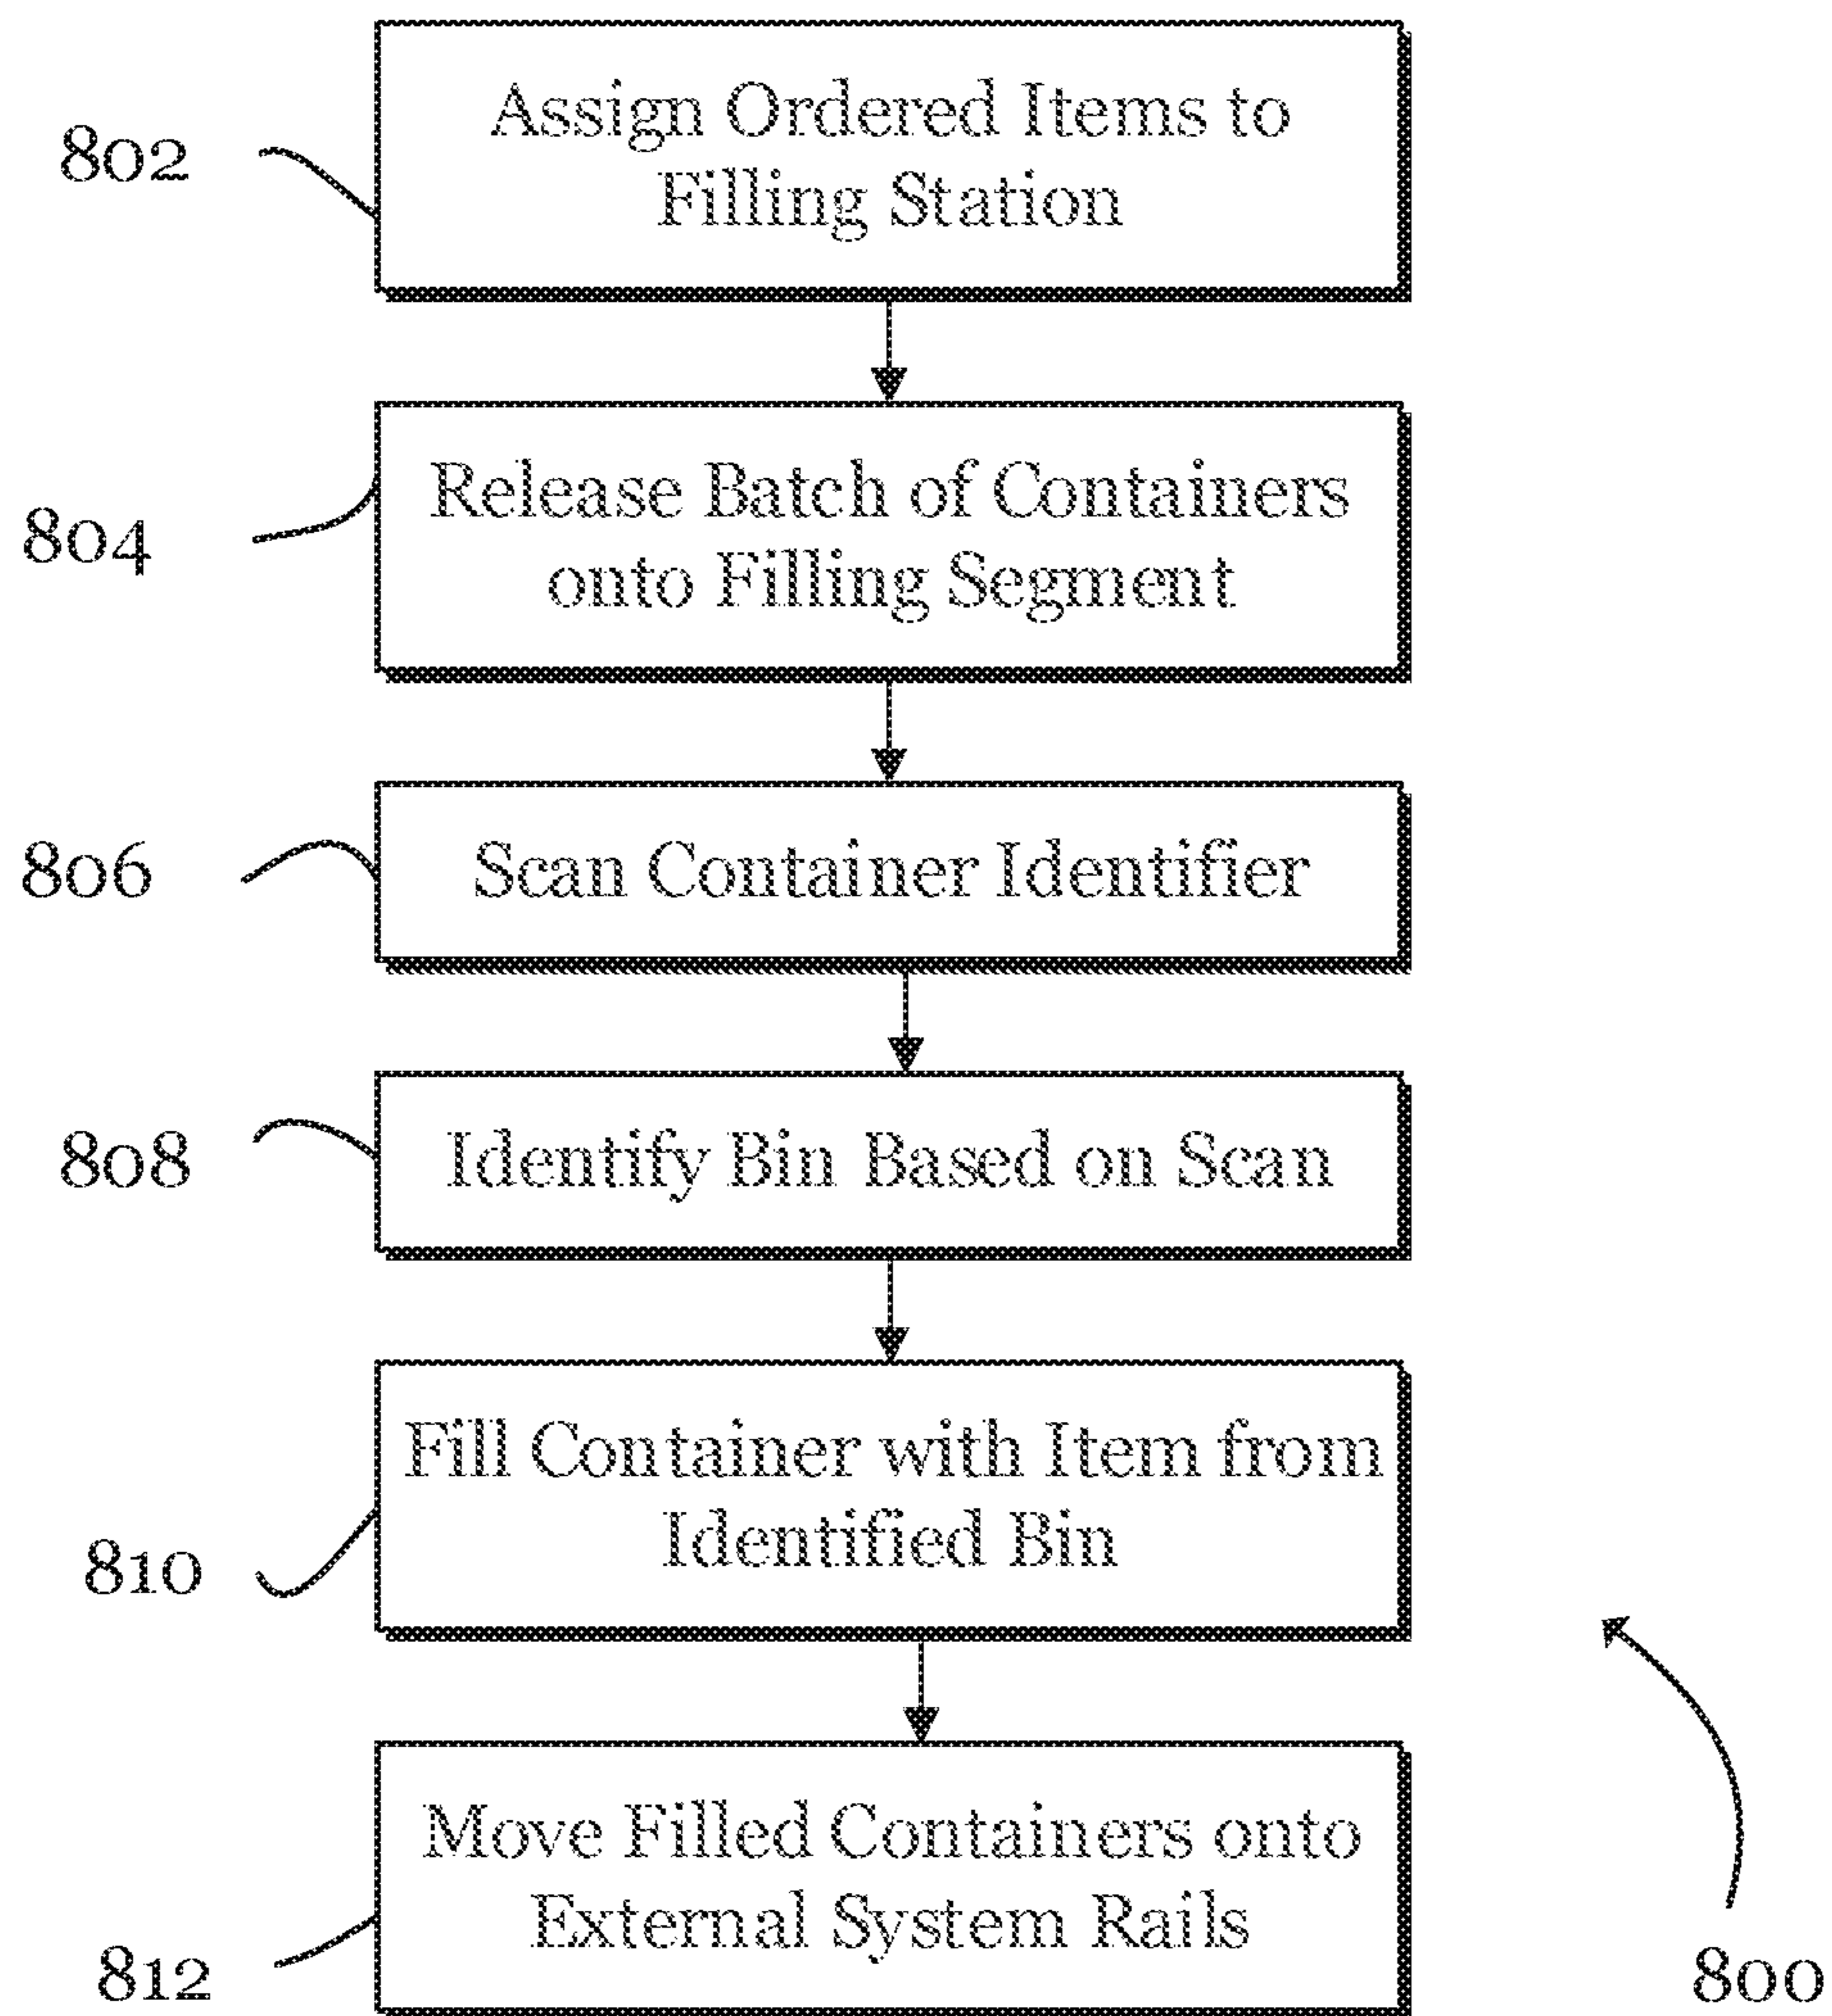 Assign Ordered Items to
Filling Station
802
Release Batch of Containers
onto Filling Segment
804
Scan Container Identifier
806
Identify Bin Based on Scan
808
Fill Container with Item from
Identified Bin
810
Move Filled Containers onto
External System Rails
812
800